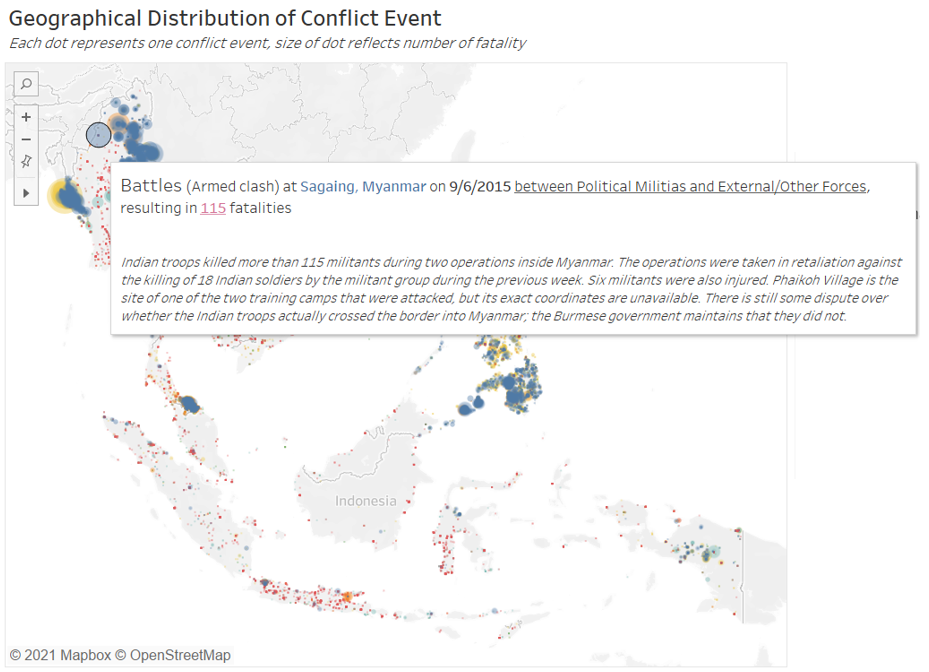 Geographical Distribution of Conflict Event
Each dot represents one conflict event, size of dot reflects number of fatality
Battles (Armed clash) at Sagaing, Myanmar on 9/6/2015 between Political Militias and External/Other Forces,
resulting in 115 fatalities
Indian troops killed more than 115 militants during two operations inside Myanmar. The operations were taken in retaliation against
the killing of 18 Indian soldiers by the militant group during the previous week. Six militants were also injured. Phaikoh Village is the
site of one of the two training camps that were attacked, but its exact coordinates are unavailable. There is still some dispute over
whether the Indian troops actually crossed the border into Myanmar; the Burmese government maintains that they did not.
Indonesia
© 2021 Mapbox © OpenStreetMap